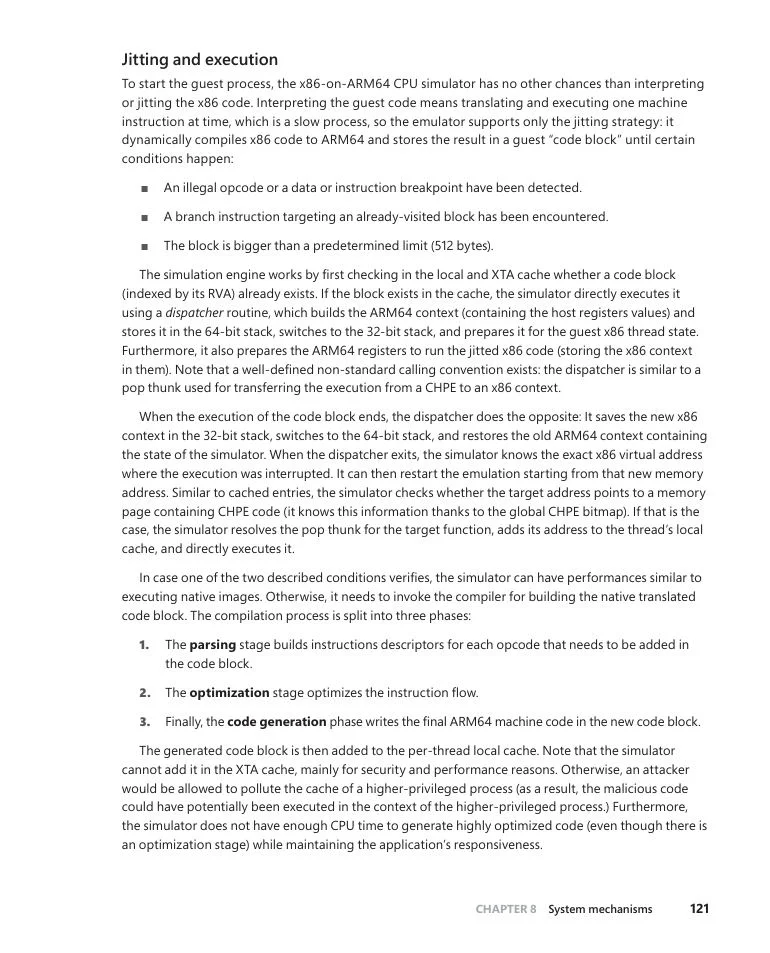 Jitting and execution
To start the guest process, the x86-on-ARM64 CPU simulator has no other chances than interpreting
or jitting the x86 code. Interpreting the guest code means translating and executing one machine
instruction at time, which is a slow process, so the emulator supports only the jitting strategy: it
dynamically compiles x86 code to ARM64 and stores the result in a guest “code block” until certain
conditions happen:
■ An illegal opcode or a data or instruction breakpoint have been detected.
■ A branch instruction targeting an already-visited block has been encountered.
■ The block is bigger than a predetermined limit (512 bytes).
The simulation engine works by first checking in the local and XTA cache whether a code block
(indexed by its RVA) already exists. If the block exists in the cache, the simulator directly executes it
using a dispatcher routine, which builds the ARM64 context (containing the host registers values) and
stores it in the 64-bit stack, switches to the 32-bit stack, and prepares it for the guest x86 thread state.
Furthermore, it also prepares the ARM64 registers to run the jitted x86 code (storing the x86 context
in them). Note that a well-defined non-standard calling convention exists: the dispatcher is similar to a
pop thunk used for transferring the execution from a CHPE to an x86 context.
When the execution of the code block ends, the dispatcher does the opposite: It saves the new x86
context in the 32-bit stack, switches to the 64-bit stack, and restores the old ARM64 context containing
the state of the simulator. When the dispatcher exits, the simulator knows the exact x86 virtual address
where the execution was interrupted. It can then restart the emulation starting from that new memory
address. Similar to cached entries, the simulator checks whether the target address points to a memory
page containing CHPE code (it knows this information thanks to the global CHPE bitmap). If that is the
case, the simulator resolves the pop thunk for the target function, adds its address to the thread’s local
cache, and directly executes it.
In case one of the two described conditions verifies, the simulator can have performances similar to
executing native images. Otherwise, it needs to invoke the compiler for building the native translated
code block. The compilation process is split into three phases:
1. The parsing stage builds instructions descriptors for each opcode that needs to be added in
the code block.
2. The optimization stage optimizes the instruction flow.
3. Finally, the code generation phase writes the final ARM64 machine code in the new code block.
The generated code block is then added to the per-thread local cache. Note that the simulator
cannot add it in the XTA cache, mainly for security and performance reasons. Otherwise, an attacker
would be allowed to pollute the cache of a higher-privileged process (as a result, the malicious code
could have potentially been executed in the context of the higher-privileged process.) Furthermore,
the simulator does not have enough CPU time to generate highly optimized code (even though there is
an optimization stage) while maintaining the application’s responsiveness.
CHAPTER 8 System mechanisms 121